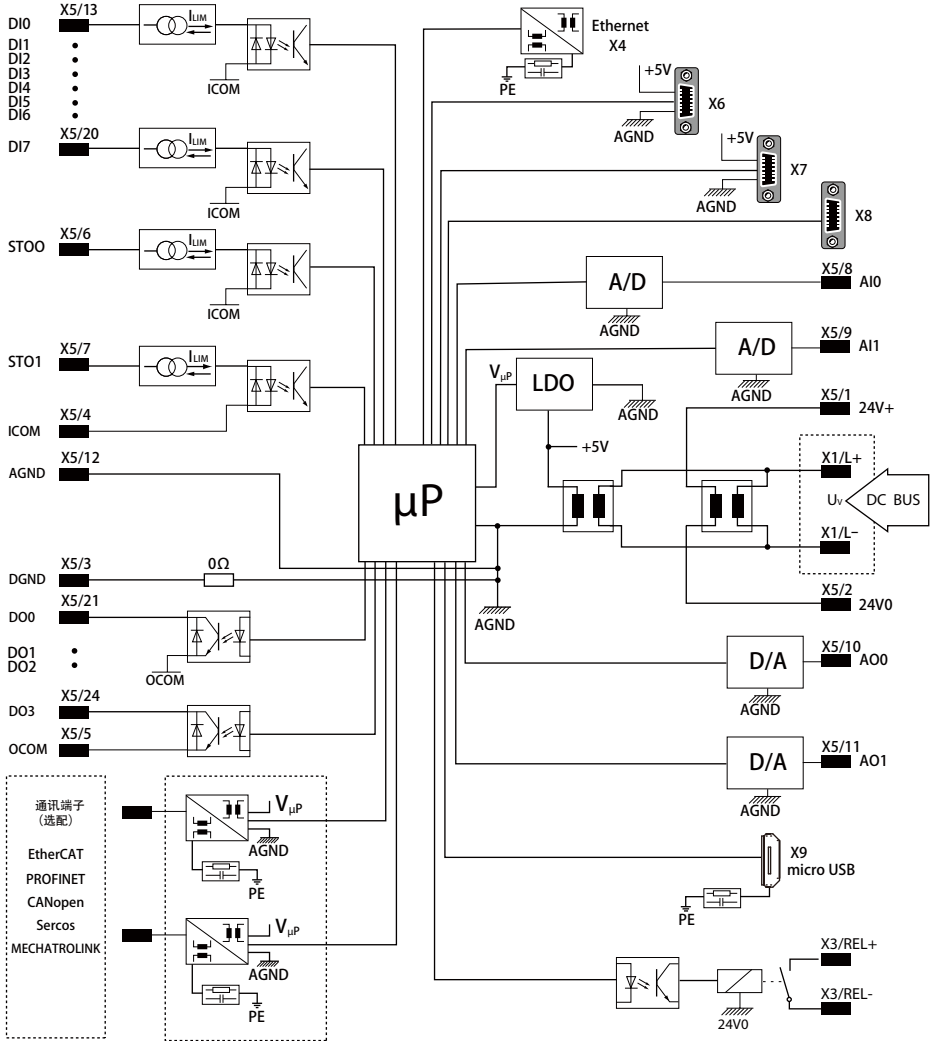 X5/13
DI0
ILIM
ICOM
DI1
DI2
DI3
DI4
DI5
DI6
X5/20
DI7
ILIM
ICOM
X5/6
STO0
ILIM
ICOM
X5/7
STO1
ILIM
X5/4
ICOM
X5/12
AGND
X5/3
DGND
0Ω
X5/21
DO0
OCOM
DO1
DO2
X5/24
DO3
X5/5
OCOM
通讯端子
（选配）
EtherCAT
PROFINET
CANopen
Sercos
MECHATROLINK
VμP
AGND
PE
VμP
AGND
PE
μP
Ethernet
X4
PE
+5V
X6
AGND
+5V
X7
AGND
X8
A/D
AGND
X5/8
AI0
A/D
AGND
X5/9
AI1
VμP
LDO
AGND
+5V
X5/1
24V+
X1/L+
UV
DC BUS
X1/L-
X5/2
24V0
AGND
D/A
AGND
X5/10
AO0
D/A
AGND
X5/11
AO1
X9
micro USB
PE
X3/REL+
X3/REL-
24V0